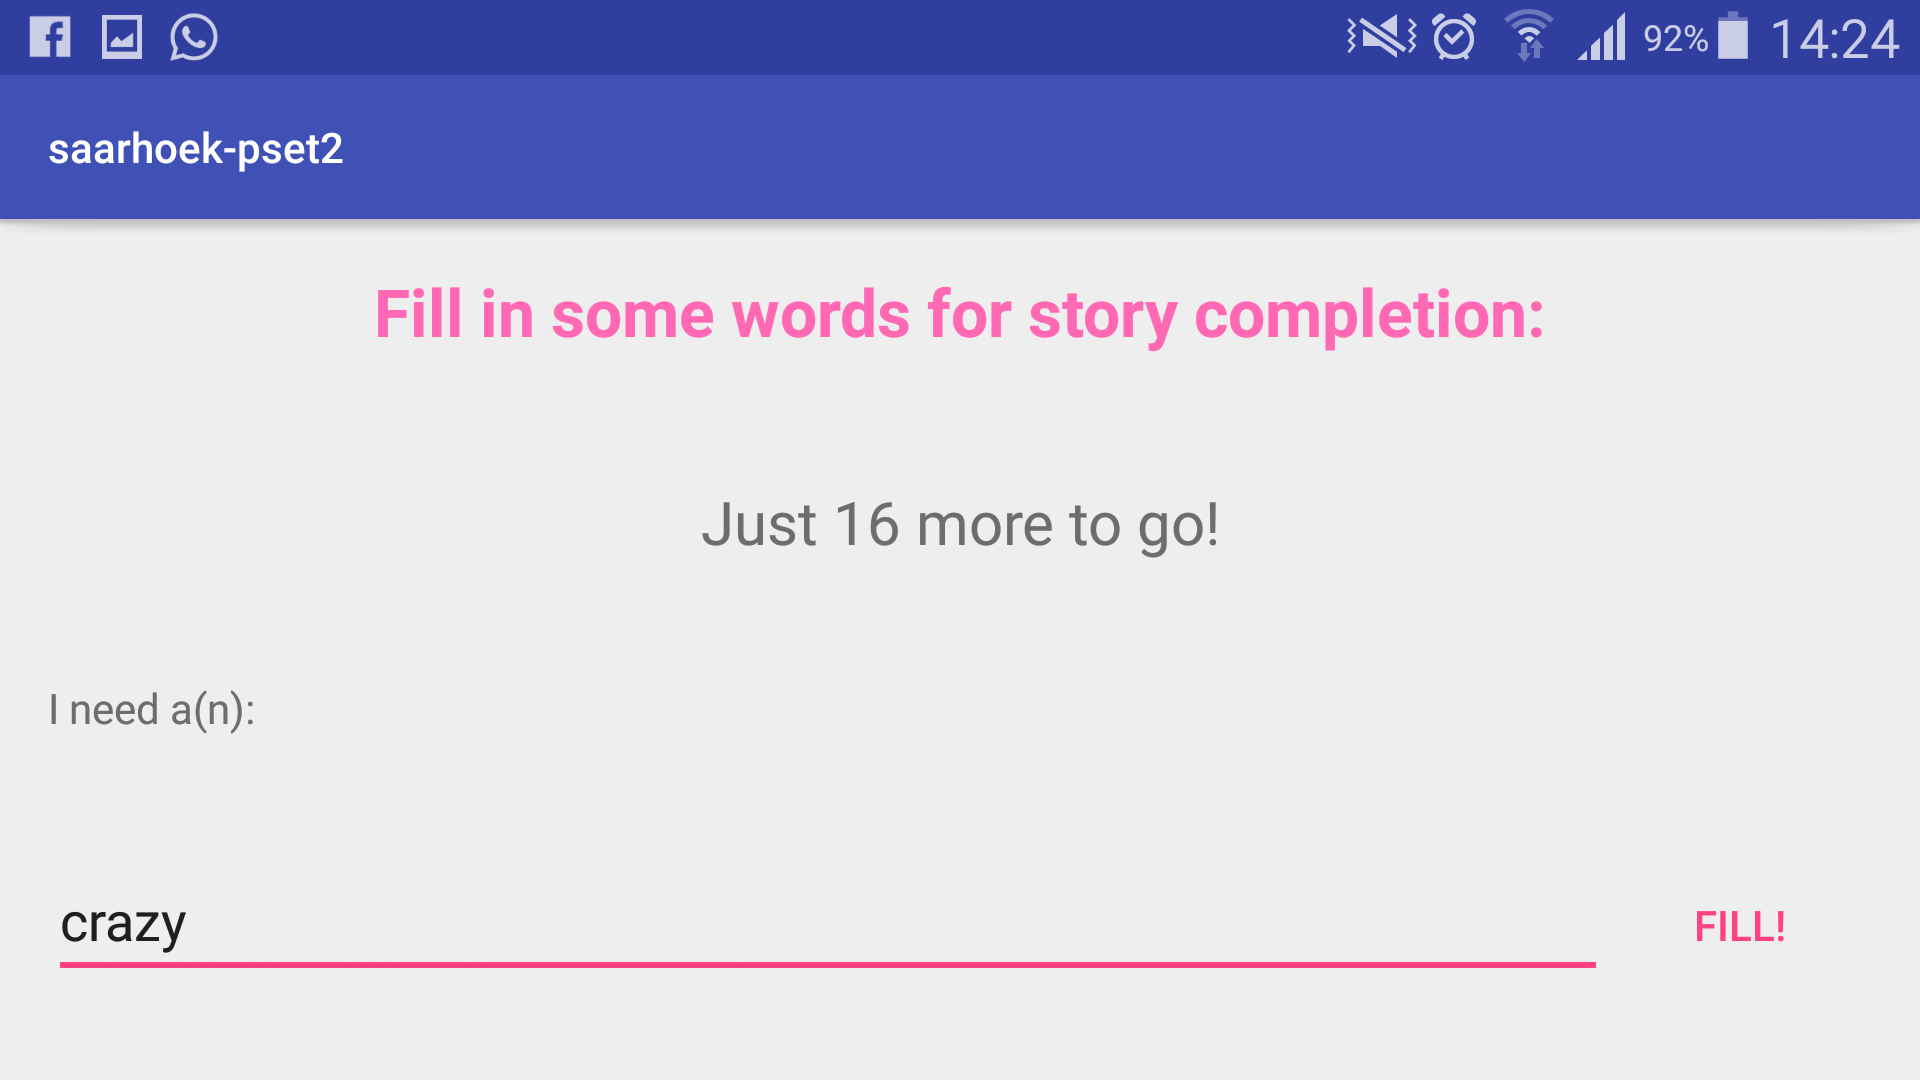 92% 14:24
saarhoek-pset2
Fill in some words for story completion:
Just 16 more to go!
I need a(n):
crazy FILL!